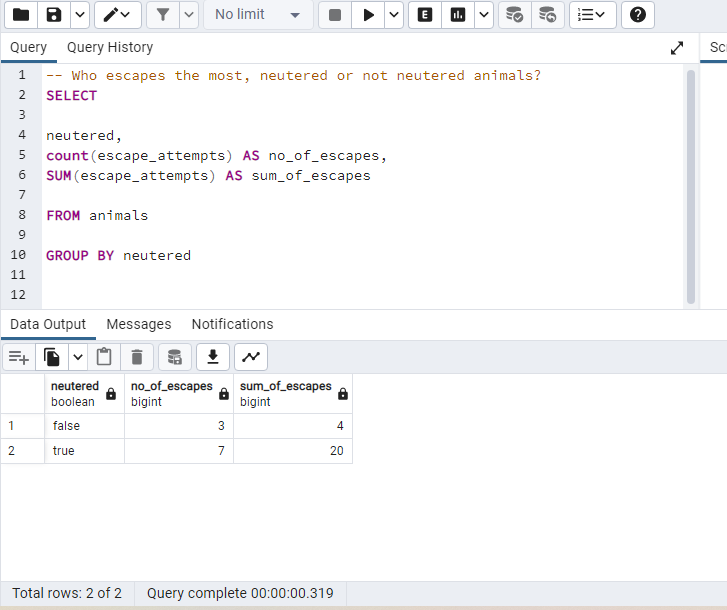 No limit
E
Query Query History Sc
1 -- Who escapes the most, neutered or not neutered animals?
2 SELECT
3
4 neutered,
5 count(escape_attempts) AS no_of_escapes,
6 SUM(escape_attempts) AS sum_of_escapes
7
8 FROM animals
9
10 GROUP BY neutered
11
12
Data Output Messages Notifications
neutered no_of_escapes sum_of_escapes
boolean bigint bigint
1 false 3 4
2 true 7 20
Total rows: 2 of 2 Query complete 00:00:00.319